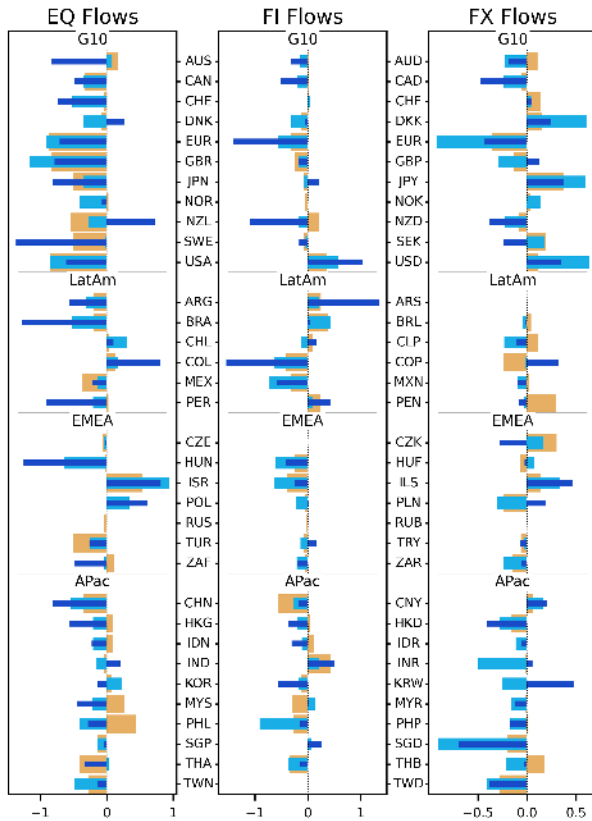 EQ Flows FI Flows FX Flows
G10 G10 G10
AUS AUD
CAN CAD
CHF CHF
DNK DKK
EUR EUR
GBR GBP
JPN JPY
NOR NOK
NZL NZD
SWE SEK
USA USD
LatAm LatAm LatAm
ARG ARS
BRA BRL
CHL CLP
COL COP
MEX MXN
PER PEN
EMEA EMEA EMEA
CZE CZK
HUN HUF
ISR ILS
POL PLN
RUS RUB
TUR TRY
ZAF ZAR
APac APac APac
CHN CNY
HKG HKD
IDN IDR
IND INR
KOR KRW
MYS MYR
PHL PHP
SGP SGD
THA THB
TWN TWD
−1 0 1 −1 0 1 −0.5 0.0 0.5